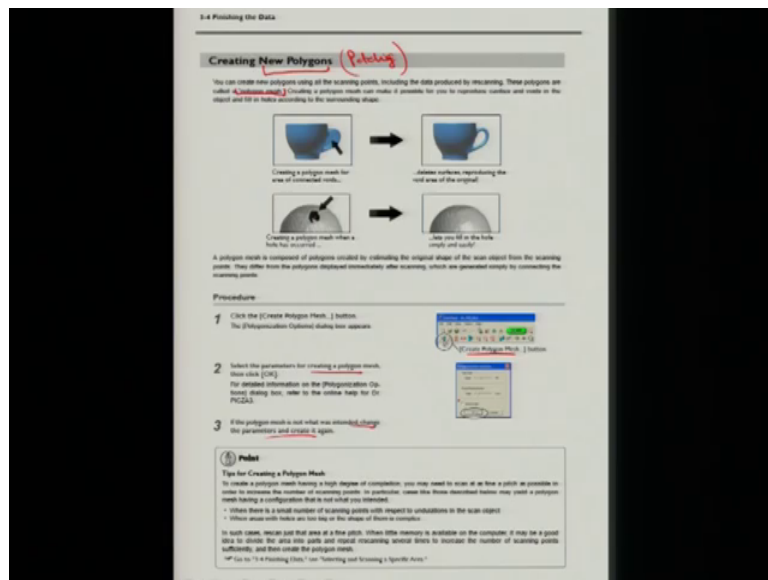 3-4 Finishing the Data
Creating New Polygons (Patching)
You can create new polygons using all the scanning points, including the data produced by rescanning. These polygons are
called a "polygon mesh." Creating a polygon mesh can make it possible for you to reproduce surface and voids in the
object and fill in holes according to the surrounding shape.
Creating a polygon mesh for
area of connected voids...
...deletes surfaces, reproducing the
void area of the original!
Creating a polygon mesh when a
hole has occurred ...
...lets you fill in the hole
simply and easily!
A polygon mesh is composed of polygons created by estimating the original shape of the scan object from the scanning
points. They differ from the polygons displayed immediately after scanning, which are generated simply by connecting the
scanning points.
Procedure
1 Click the [Create Polygon Mesh...] button.
The [Polygonization Options] dialog box appears.
[Create Polygon Mesh...] button
2 Select the parameters for creating a polygon mesh,
then click [OK].
For detailed information on the [Polygonization Op-
tions] dialog box, refer to the online help for Dr.
PICZA3.
3 If the polygon mesh is not what was intended, change
the parameters and create it again.
Point
Tips for Creating a Polygon Mesh
To create a polygon mesh having a high degree of completion, you may need to scan at as fine a pitch as possible in
order to increase the number of scanning points. In particular, cases like those described below may yield a polygon
mesh having a configuration that is not what you intended.
• When there is a small number of scanning points with respect to undulations in the scan object
• When areas with holes are too big or the shape of them is complex
In such cases, rescan just that area at a fine pitch. When little memory is available on the computer, it may be a good
idea to divide the area into parts and repeat rescanning several times to increase the number of scanning points
sufficiently, and then create the polygon mesh.
Go to "3-4 Finishing Data," see "Selecting and Scanning a Specific Area."